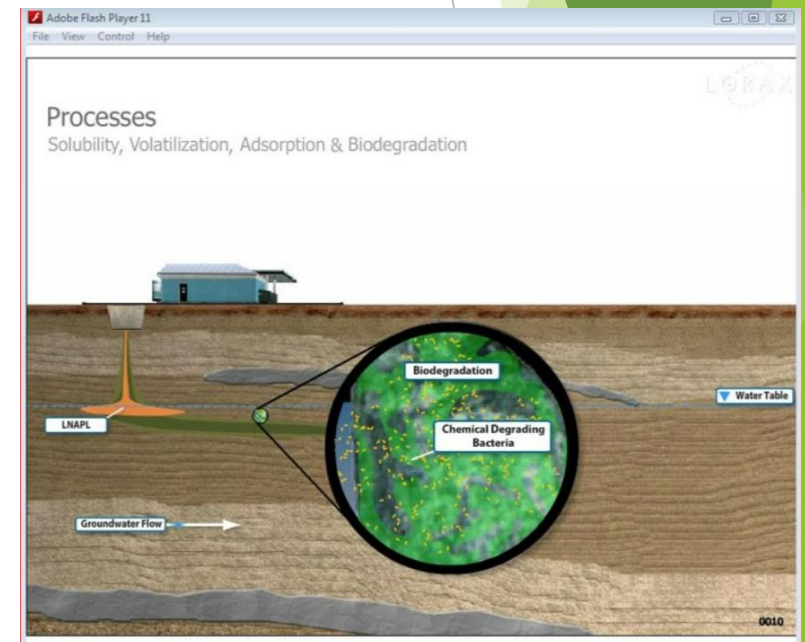 Adobe Flash Player 11
File View Control Help
LORAX
Processes
Solubility, Volatilization, Adsorption & Biodegradation
Biodegradation
Water Table
LNAPL
Chemical Degrading
Bacteria
Groundwater Flow
0010